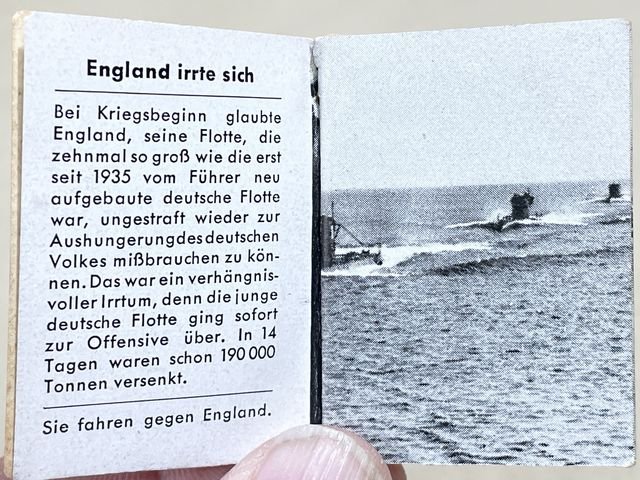 England irrte sich
Bei Kriegsbeginn glaubte
England, seine Flotte, die
zehnmal so groß wie die erst
seit 1935 vom Führer neu
aufgebaute deutsche Flotte
war, ungestraft wieder zur
Aushungerung des deutschen
Volkes mißbrauchen zu kön-
nen. Das war ein verhängnis-
voller Irrtum, denn die junge
deutsche Flotte ging sofort
zur Offensive über. In 14
Tagen waren schon 190 000
Tonnen versenkt.
Sie fahren gegen England.